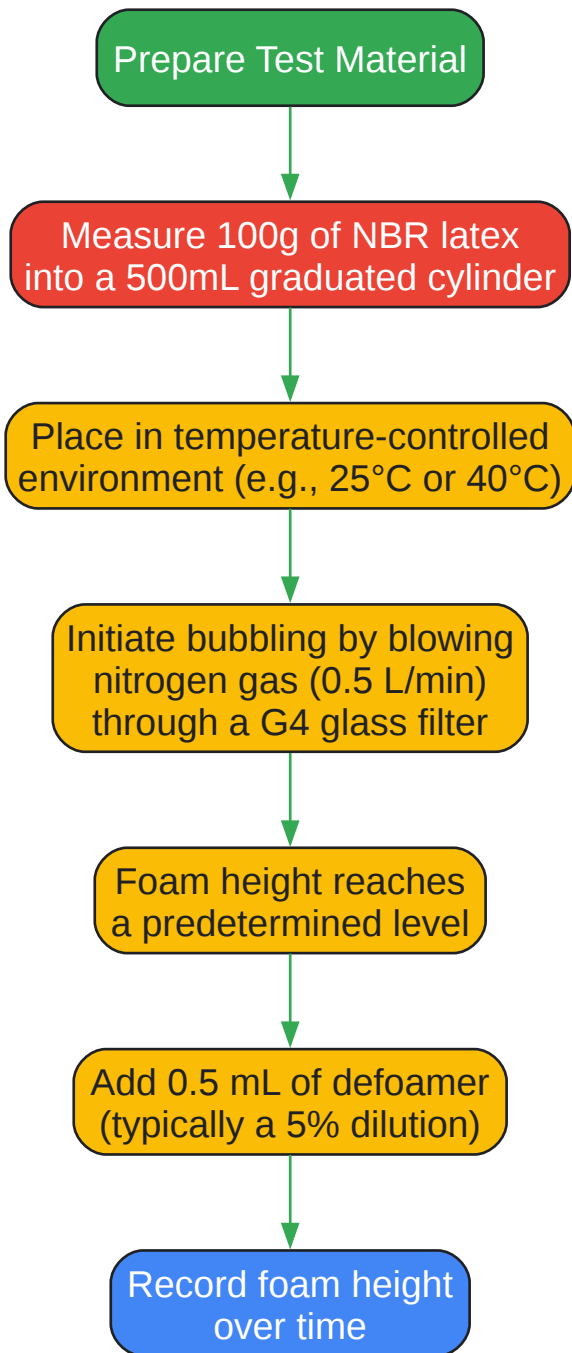 Prepare Test Material
Measure 100g of NBR latex
into a 500mL graduated cylinder
Place in temperature-controlled
environment (e.g., 25°C or 40°C)
Initiate bubbling by blowing
nitrogen gas (0.5 L/min)
through a G4 glass filter
Foam height reaches
a predetermined level
Add 0.5 mL of defoamer
(typically a 5% dilution)
Record foam height
over time